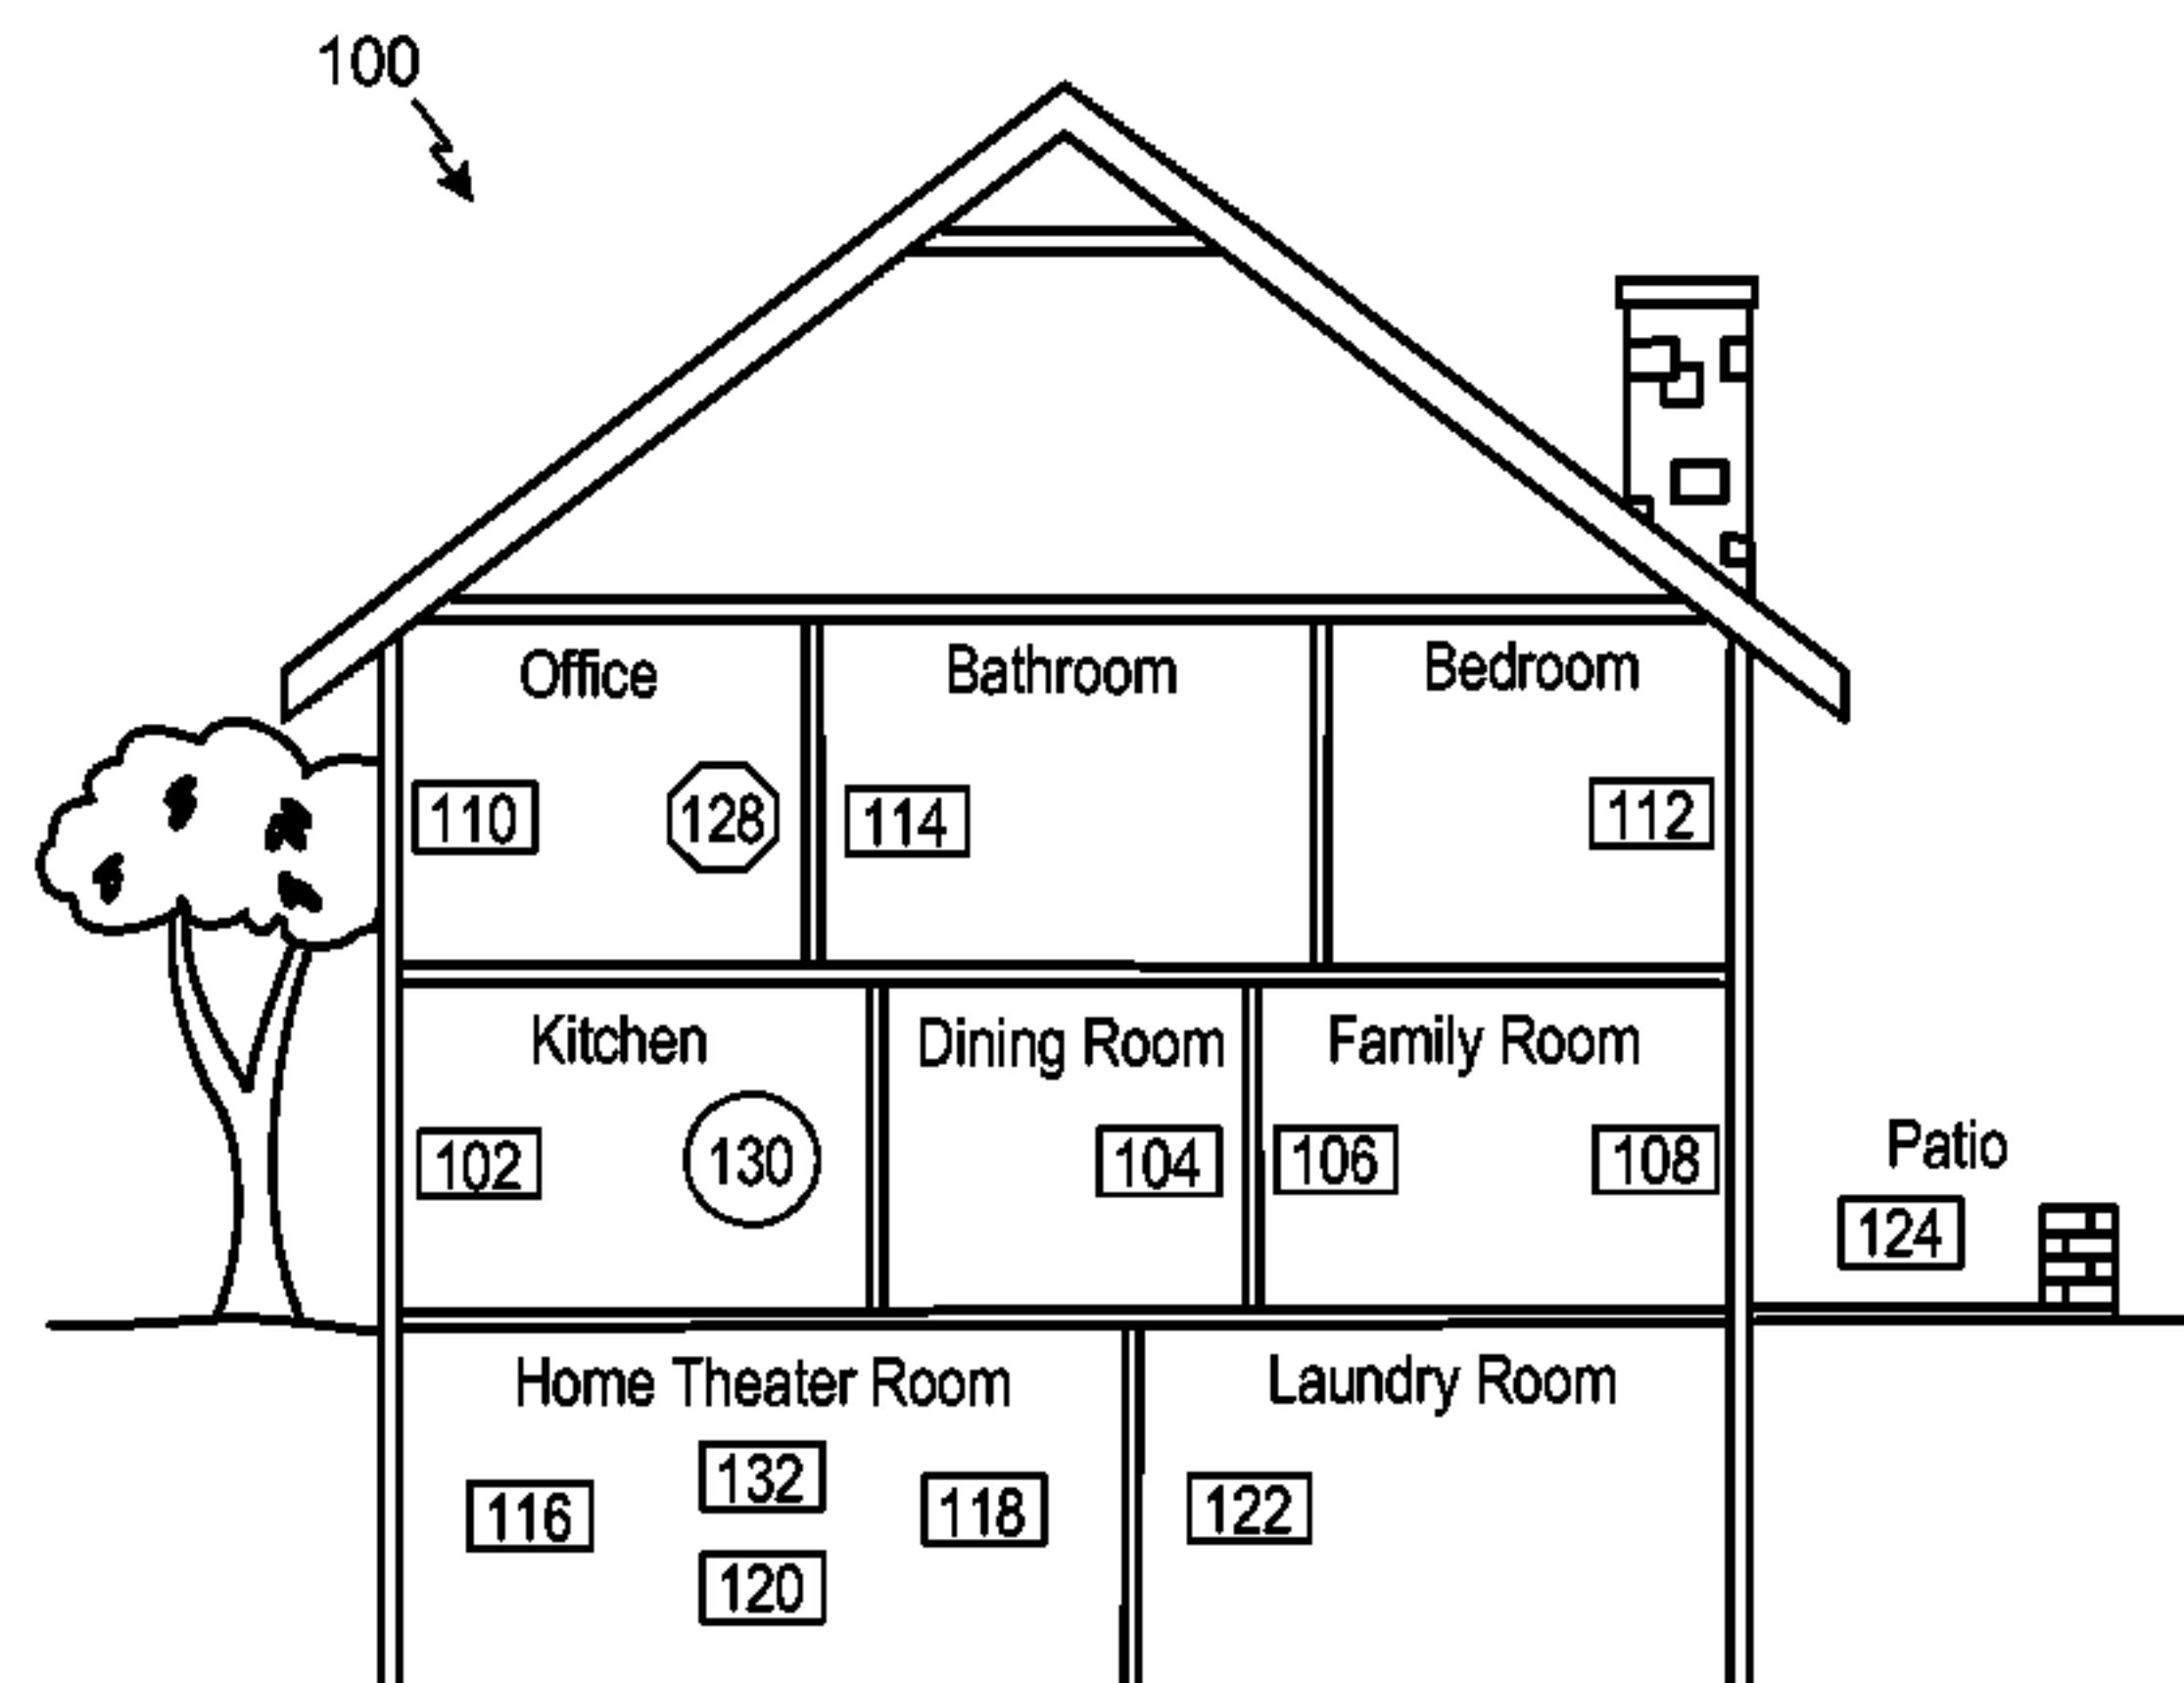 100
Office Bathroom Bedroom
110 128 114 112
Kitchen Dining Room Family Room
102 130 104 106 108
Patio
124
Home Theater Room Laundry Room
132
116 118 122
120